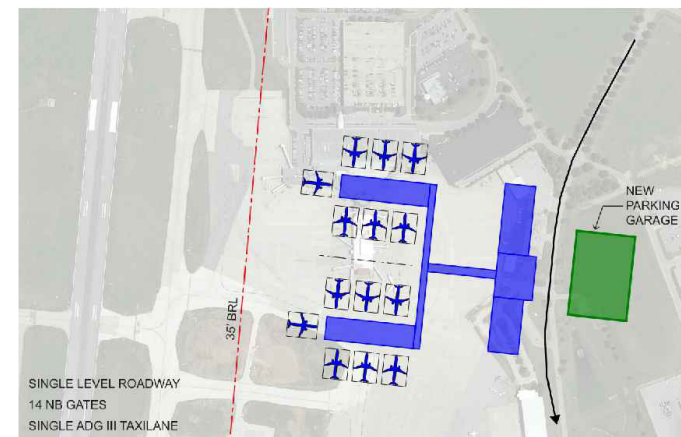 NEW
PARKING
GARAGE
35' BRL
SINGLE LEVEL ROADWAY
14 NB GATES
SINGLE ADG III TAXILANE